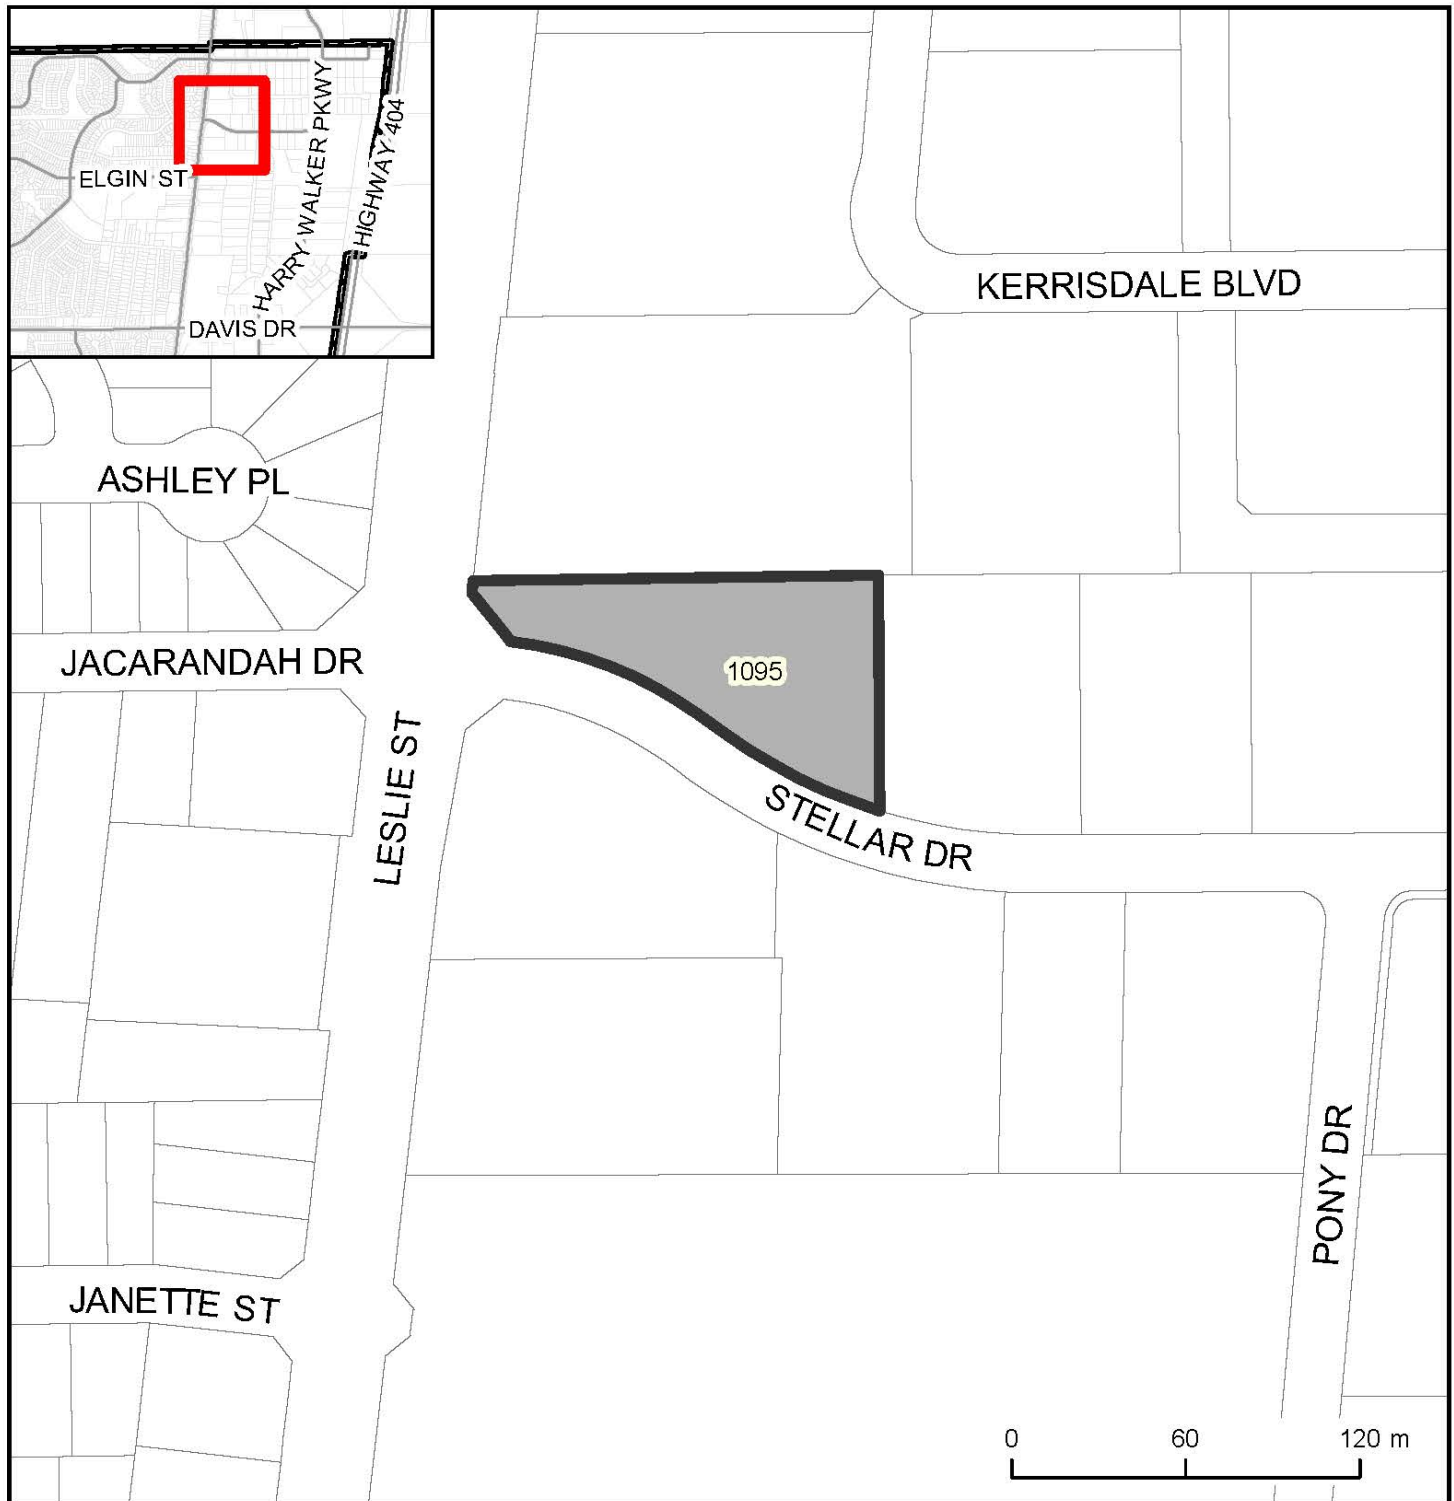 HARRY WALKER PKWY
HIGHWAY 404
ELGIN ST
DAVIS DR
KERRISDALE BLVD
ASHLEY PL
JACARANDAH DR
1095
LESLIE ST
STELLAR DR
PONY DR
JANETTE ST
0 60 120 m